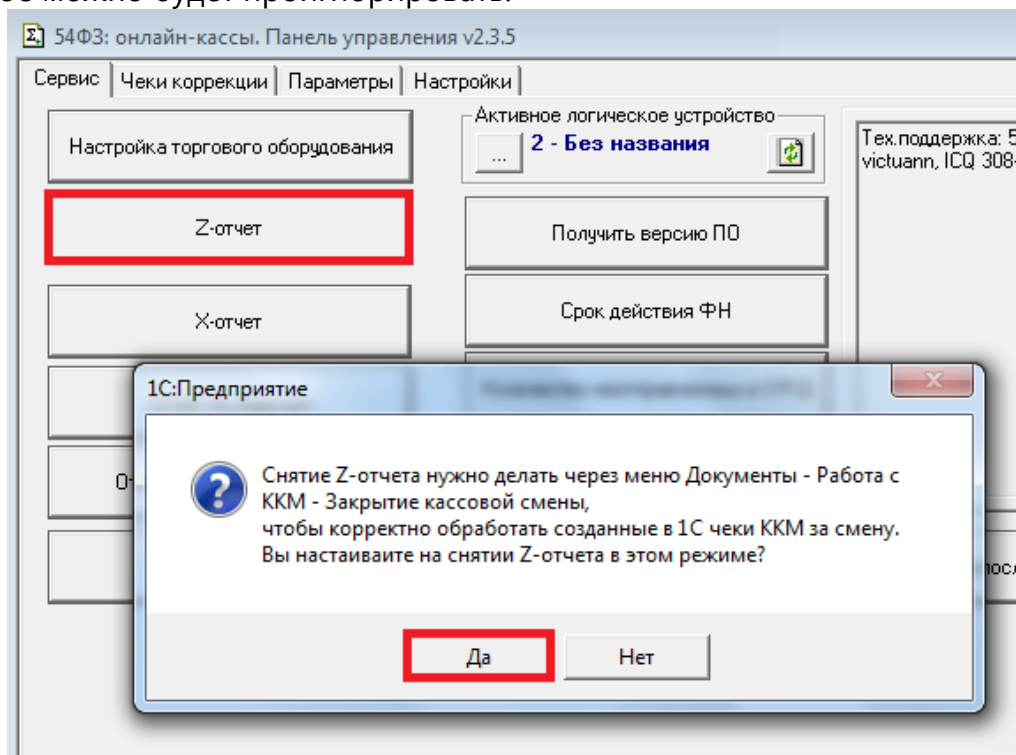 54ФЗ: онлайн-кассы. Панель управления v2.3.5
Сервис Чеки коррекции Параметры Настройки
Настройка торгового оборудования
Активное логическое устройство
... 2 - Без названия
Тех.поддержка: 5
victuann, ICQ 308-
Z-отчет
Получить версию ПО
X-отчет
Срок действия ФН
1С:Предприятие
Снятие Z-отчета нужно делать через меню Документы - Работа с
ККМ - Закрытие кассовой смены,
чтобы корректно обработать созданные в 1С чеки ККМ за смену.
Вы настаиваите на снятии Z-отчета в этом режиме?
Да
Нет